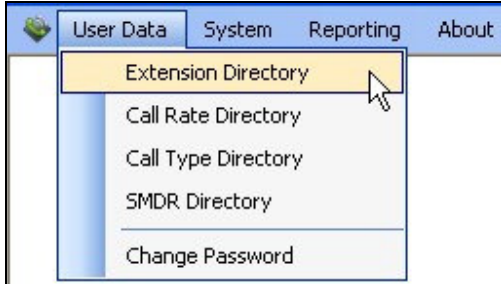 User Data System Reporting About
Extension Directory
Call Rate Directory
Call Type Directory
SMDR Directory
Change Password